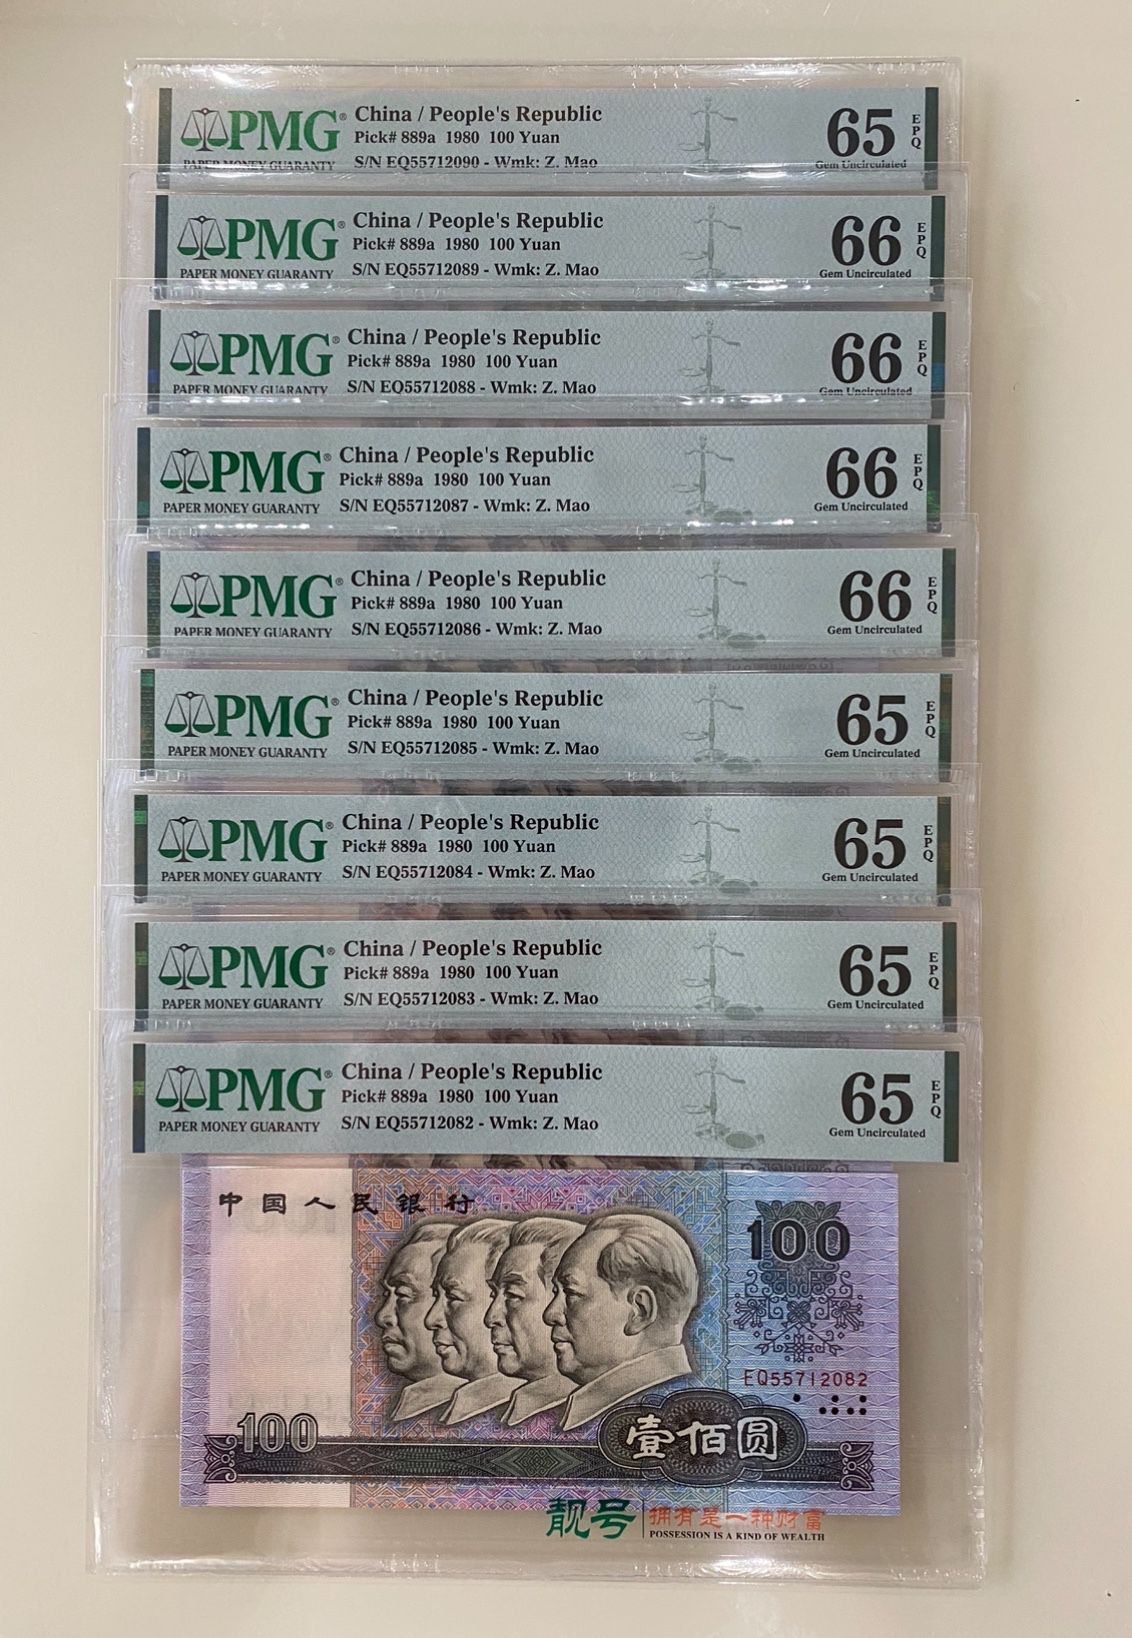 PMG®
PAPER MONEY GUARANTY
China / People's Republic
Pick# 889a 1980 100 Yuan
S/N EQ55712090 - Wmk: Z. Mao
65 EPQ
Gem Uncirculated
PMG®
PAPER MONEY GUARANTY
China / People's Republic
Pick# 889a 1980 100 Yuan
S/N EQ55712089 - Wmk: Z. Mao
66 EPQ
Gem Uncirculated
PMG®
PAPER MONEY GUARANTY
China / People's Republic
Pick# 889a 1980 100 Yuan
S/N EQ55712088 - Wmk: Z. Mao
66 EPQ
Gem Uncirculated
PMG®
PAPER MONEY GUARANTY
China / People's Republic
Pick# 889a 1980 100 Yuan
S/N EQ55712087 - Wmk: Z. Mao
66 EPQ
Gem Uncirculated
PMG®
PAPER MONEY GUARANTY
China / People's Republic
Pick# 889a 1980 100 Yuan
S/N EQ55712086 - Wmk: Z. Mao
66 EPQ
Gem Uncirculated
PMG®
PAPER MONEY GUARANTY
China / People's Republic
Pick# 889a 1980 100 Yuan
S/N EQ55712085 - Wmk: Z. Mao
65 EPQ
Gem Uncirculated
PMG®
PAPER MONEY GUARANTY
China / People's Republic
Pick# 889a 1980 100 Yuan
S/N EQ55712084 - Wmk: Z. Mao
65 EPQ
Gem Uncirculated
PMG®
PAPER MONEY GUARANTY
China / People's Republic
Pick# 889a 1980 100 Yuan
S/N EQ55712083 - Wmk: Z. Mao
65 EPQ
Gem Uncirculated
PMG®
PAPER MONEY GUARANTY
China / People's Republic
Pick# 889a 1980 100 Yuan
S/N EQ55712082 - Wmk: Z. Mao
65 EPQ
Gem Uncirculated
中国人民银行
100
EQ55712082
100
壹佰圆
靓号
拥有是一种财富
POSSESSION IS A KIND OF WEALTH